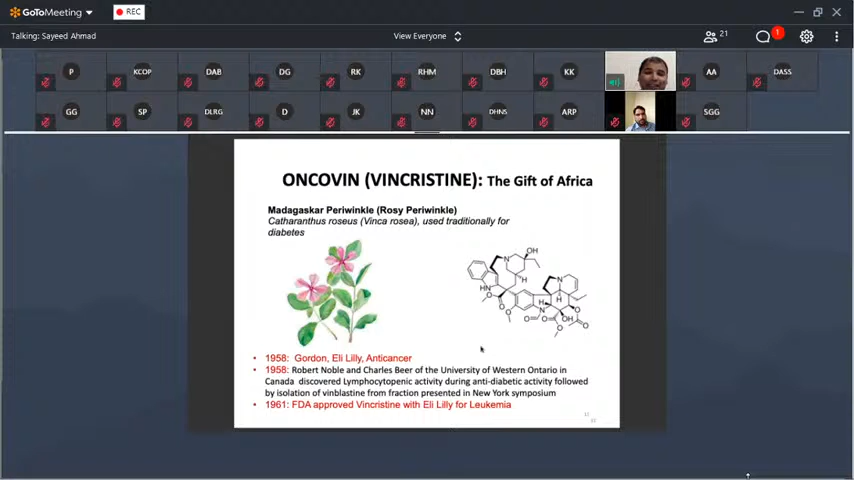 GoToMeeting
REC
Talking: Sayeed Ahmad
View Everyone
21
1
P
KCOP
DAB
DG
RK
RHM
DBH
KK
AA
DASS
GG
SP
DLRG
D
JK
NN
DHNS
ARP
SGG
ONCOVIN (VINCRISTINE): The Gift of Africa
Madagaskar Periwinkle (Rosy Periwinkle)
Catharanthus roseus (Vinca rosea), used traditionally for
diabetes
OH
N
N
H
HN
MeO
O
H
N
O
O
O
O
OH
O
O
• 1958: Gordon, Eli Lilly, Anticancer
• 1958: Robert Noble and Charles Beer of the University of Western Ontario in
Canada discovered Lymphocytopenic activity during anti-diabetic activity followed
by isolation of vinblastine from fraction presented in New York symposium
• 1961: FDA approved Vincristine with Eli Lilly for Leukemia